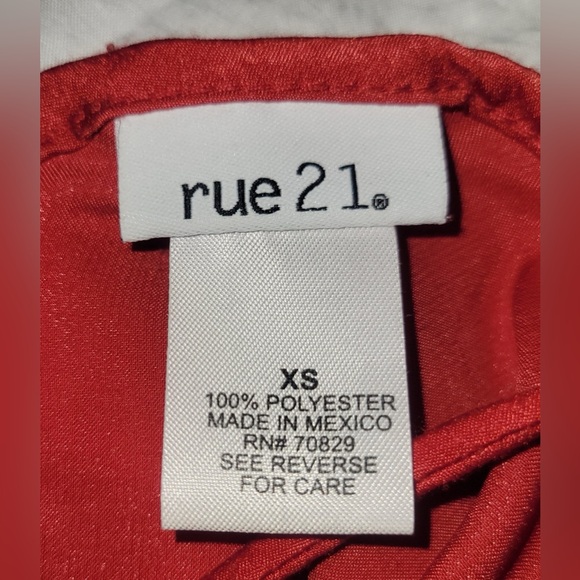 rue21®
XS
100% POLYESTER
MADE IN MEXICO
RN# 70829
SEE REVERSE
FOR CARE